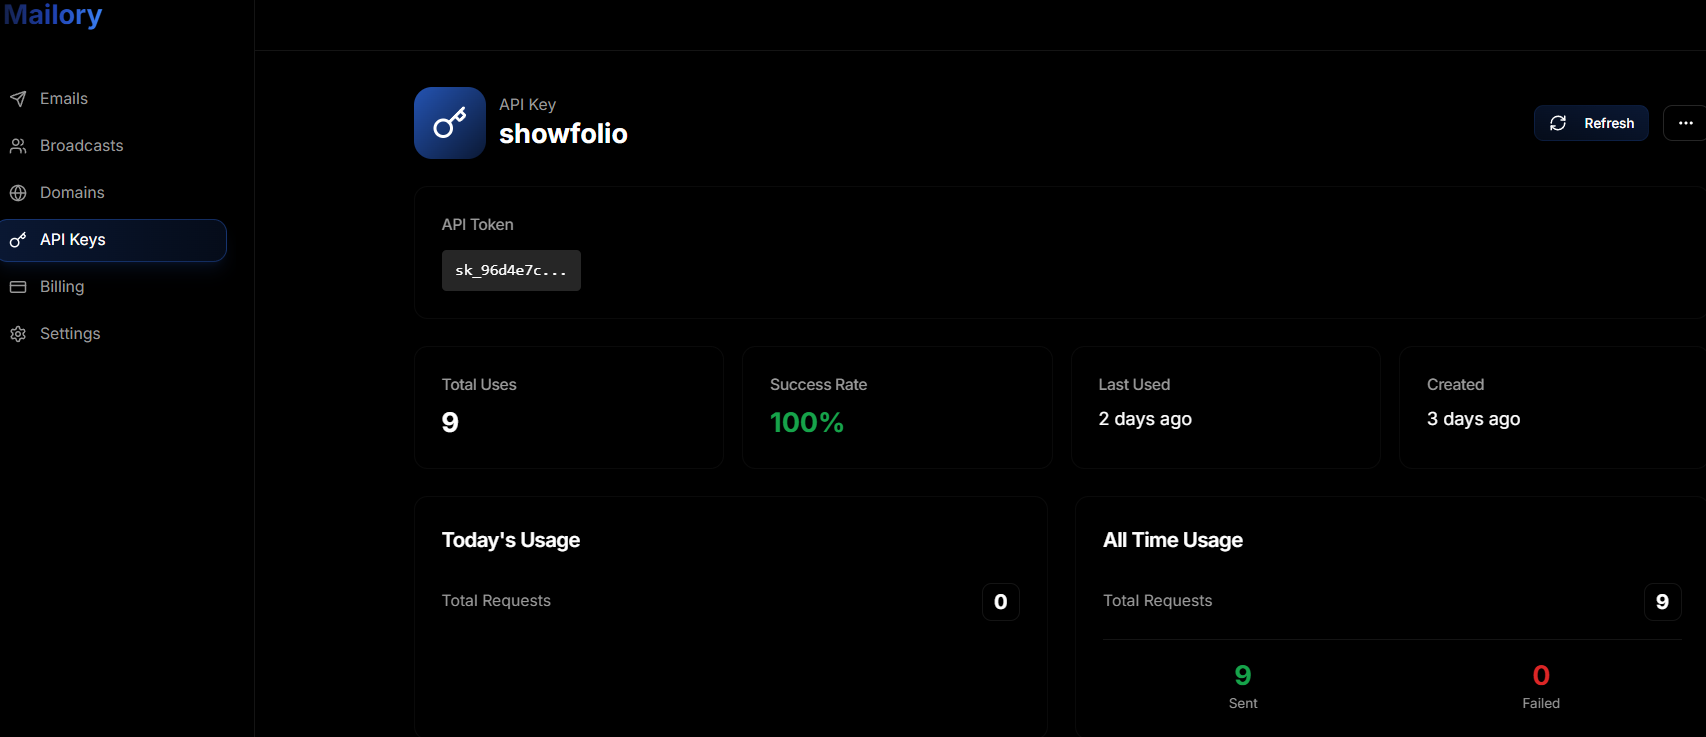 Mailory
Emails
Broadcasts
Domains
API Keys
Billing
Settings
API Key
showfolio
Refresh
API Token
sk_96d4e7c...
Total Uses
9
Success Rate
100%
Last Used
2 days ago
Created
3 days ago
Today's Usage
Total Requests
0
All Time Usage
Total Requests
9
9
Sent
0
Failed